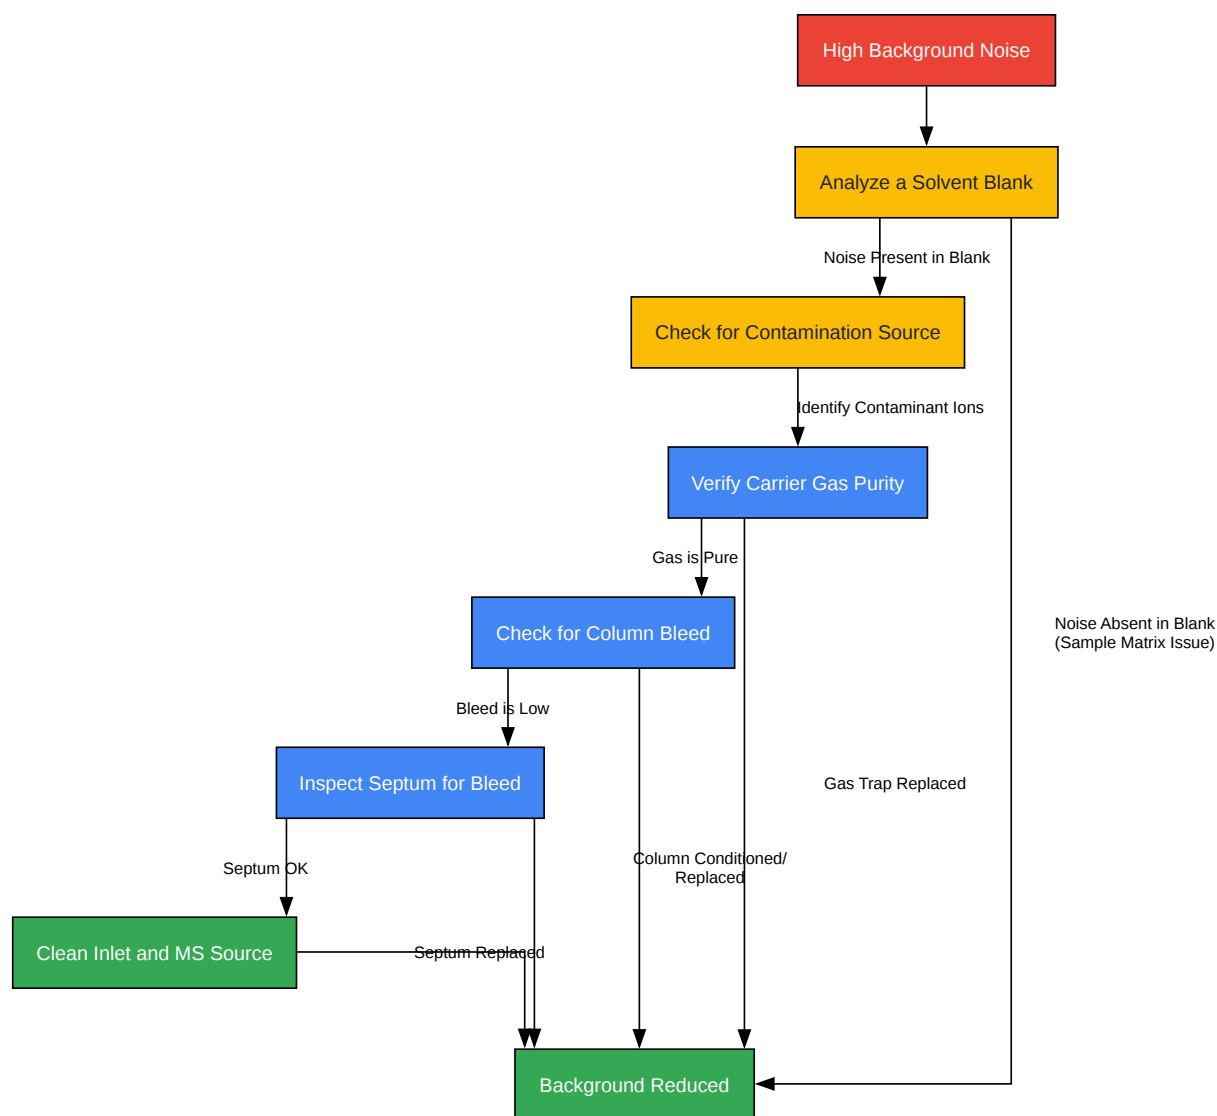 High Background Noise
Analyze a Solvent Blank
Noise Present in Blank
Check for Contamination Source
Identify Contaminant Ions
Verify Carrier Gas Purity
Gas is Pure
Check for Column Bleed
Noise Absent in Blank
(Sample Matrix Issue)
Bleed is Low
Inspect Septum for Bleed
Gas Trap Replaced
Septum OK
Column Conditioned/
Replaced
Clean Inlet and MS Source
Septum Replaced
Background Reduced